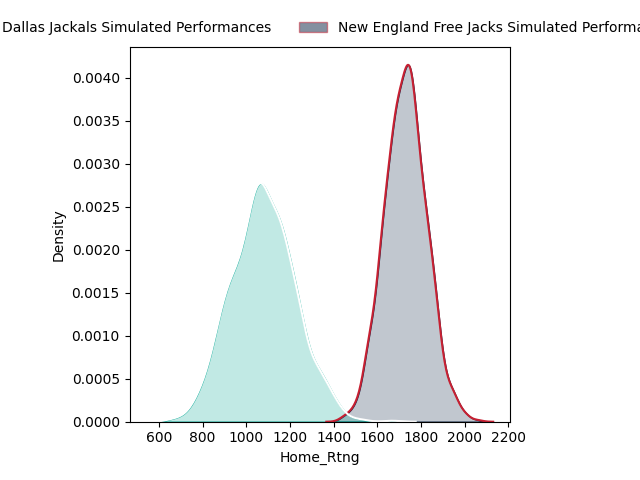 Dallas Jackals Simulated Performances
New England Free Jacks Simulated Performa
0.0040
0.0035
0.0030
0.0025
0.0020
0.0015
0.0010
0.0005
0.0000
Density
600 800 1000 1200 1400 1600 1800 2000 2200
Home_Rtng